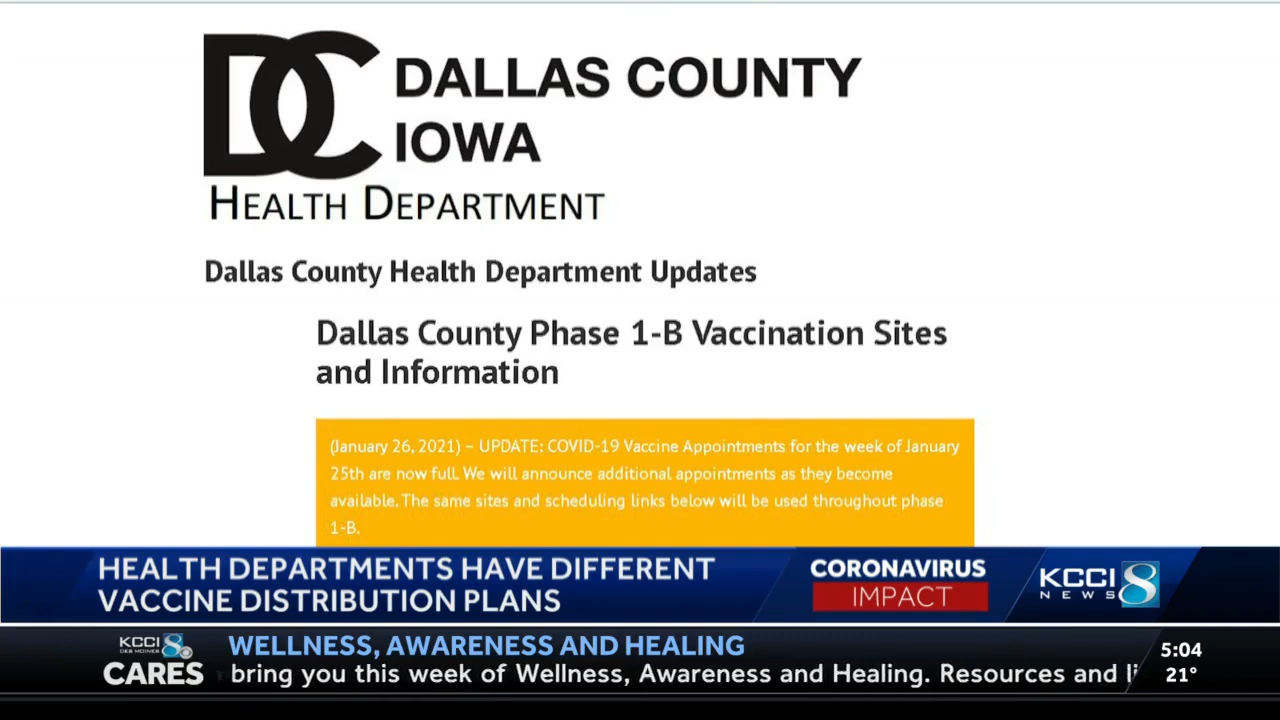 DC DALLAS COUNTY
IOWA
HEALTH DEPARTMENT
Dallas County Health Department Updates
Dallas County Phase 1-B Vaccination Sites
and Information
(January 26, 2021) – UPDATE: COVID-19 Vaccine Appointments for the week of January
25th are now full. We will announce additional appointments as they become
available. The same sites and scheduling links below will be used throughout phase
1-B.
HEALTH DEPARTMENTS HAVE DIFFERENT
VACCINE DISTRIBUTION PLANS
CORONAVIRUS
IMPACT
KCCI 8
NEWS
KCCI 8
DES MOINES
CARES
WELLNESS, AWARENESS AND HEALING
bring you this week of Wellness, Awareness and Healing. Resources and li
5:04
21°